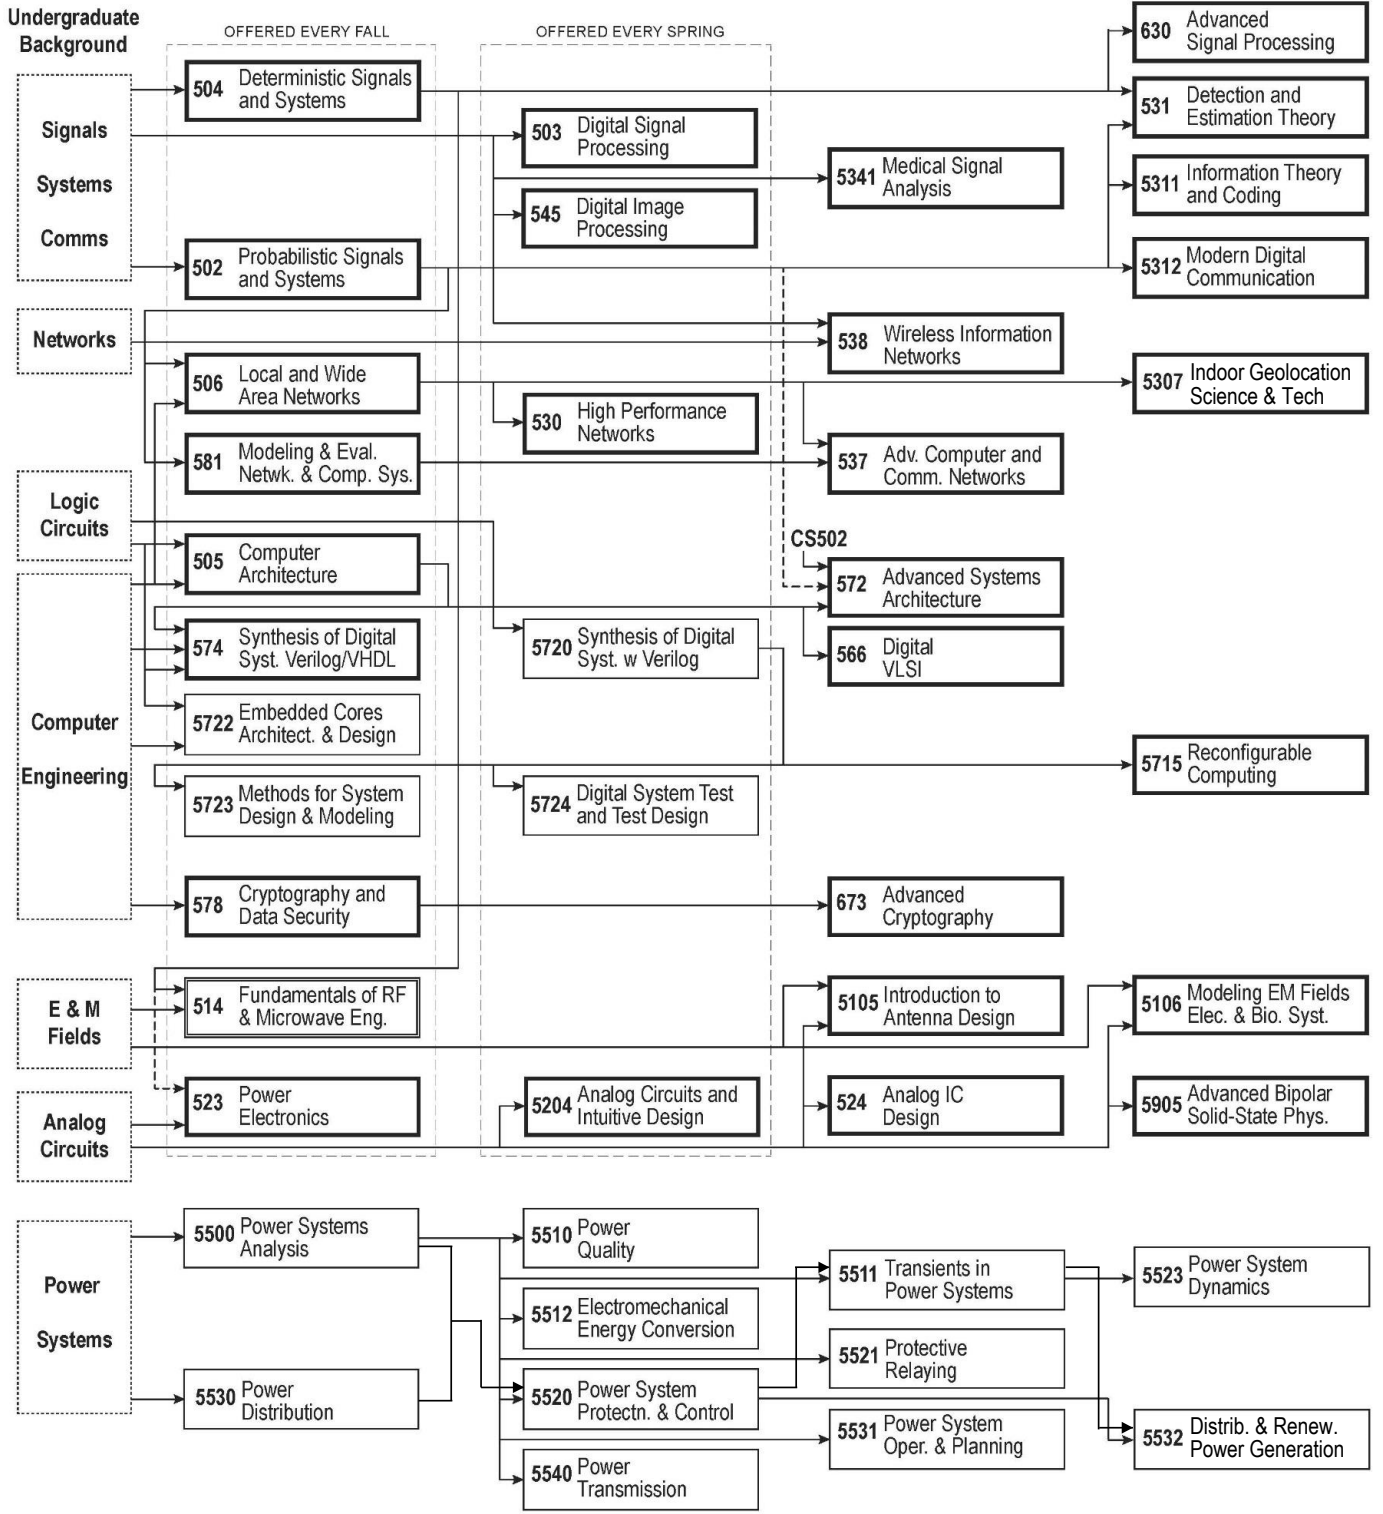 Undergraduate
Background
OFFERED EVERY FALL
OFFERED EVERY SPRING
Signals
Systems
Comms
Networks
Logic
Circuits
Computer
Engineering
E & M
Fields
Analog
Circuits
Power
Systems
504 Deterministic Signals
and Systems
502 Probabilistic Signals
and Systems
506 Local and Wide
Area Networks
581 Modeling & Eval.
Netwk. & Comp. Sys.
505 Computer
Architecture
574 Synthesis of Digital
Syst. Verilog/VHDL
5722 Embedded Cores
Architect. & Design
5723 Methods for System
Design & Modeling
578 Cryptography and
Data Security
514 Fundamentals of RF
& Microwave Eng.
523 Power
Electronics
5500 Power Systems
Analysis
5530 Power
Distribution
503 Digital Signal
Processing
545 Digital Image
Processing
530 High Performance
Networks
5720 Synthesis of Digital
Syst. w Verilog
5724 Digital System Test
and Test Design
5204 Analog Circuits and
Intuitive Design
5510 Power
Quality
5512 Electromechanical
Energy Conversion
5520 Power System
Protectn. & Control
5540 Power
Transmission
5341 Medical Signal
Analysis
538 Wireless Information
Networks
537 Adv. Computer and
Comm. Networks
CS502
572 Advanced Systems
Architecture
566 Digital
VLSI
673 Advanced
Cryptography
5105 Introduction to
Antenna Design
524 Analog IC
Design
5511 Transients in
Power Systems
5521 Protective
Relaying
5531 Power System
Oper. & Planning
630 Advanced
Signal Processing
531 Detection and
Estimation Theory
5311 Information Theory
and Coding
5312 Modern Digital
Communication
5307 Indoor Geolocation
Science & Tech
5715 Reconfigurable
Computing
5106 Modeling EM Fields
Elec. & Bio. Syst.
5905 Advanced Bipolar
Solid-State Phys.
5523 Power System
Dynamics
5532 Distrib. & Renew.
Power Generation